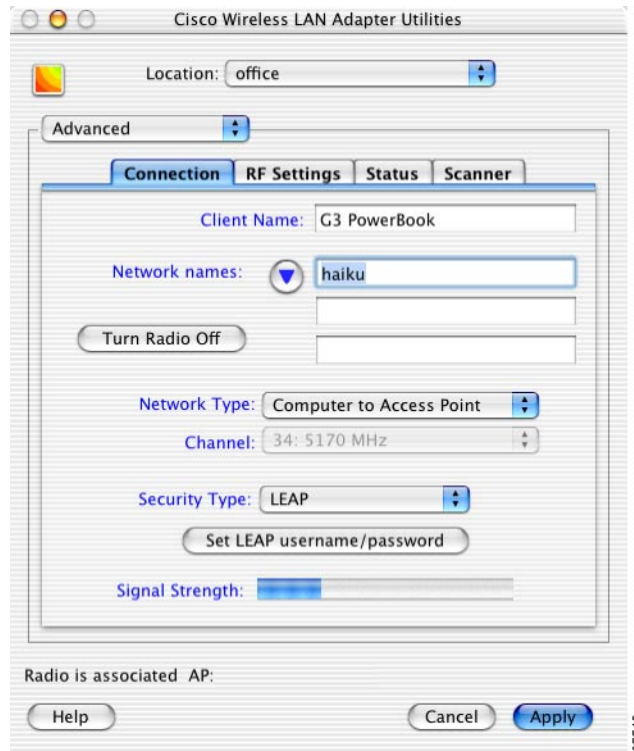 Cisco Wireless LAN Adapter Utilities
Location: office
Advanced
Connection RF Settings Status Scanner
Client Name: G3 PowerBook
Network names: haiku
Turn Radio Off
Network Type: Computer to Access Point
Channel: 34: 5170 MHz
Security Type: LEAP
Set LEAP username/password
Signal Strength:
Radio is associated AP:
Help Cancel Apply